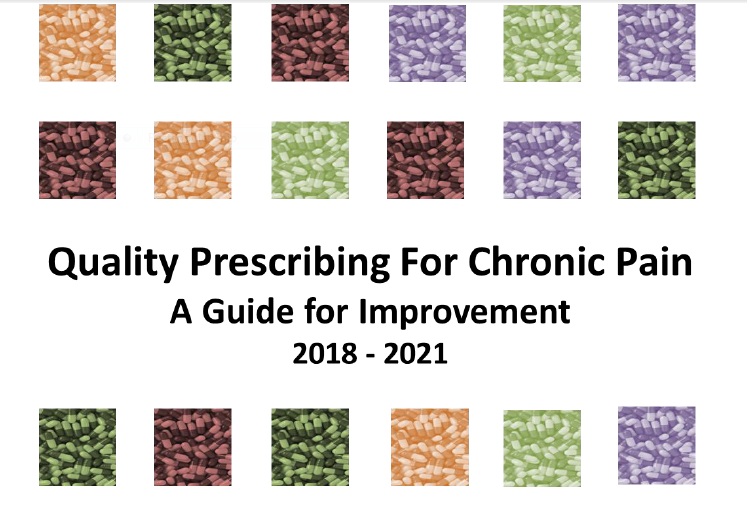 Quality Prescribing For Chronic Pain
A Guide for Improvement
2018 - 2021